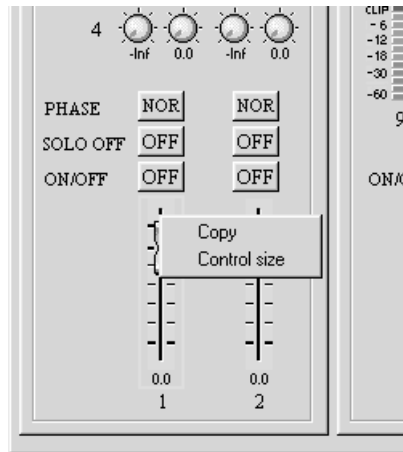 CLIP
-6
-12
-18
-30
-60
4
-Inf 0.0 -Inf 0.0
9
PHASE NOR NOR
SOLO OFF OFF OFF
ON/OFF OFF OFF
Copy
Control size
0.0 0.0
1 2